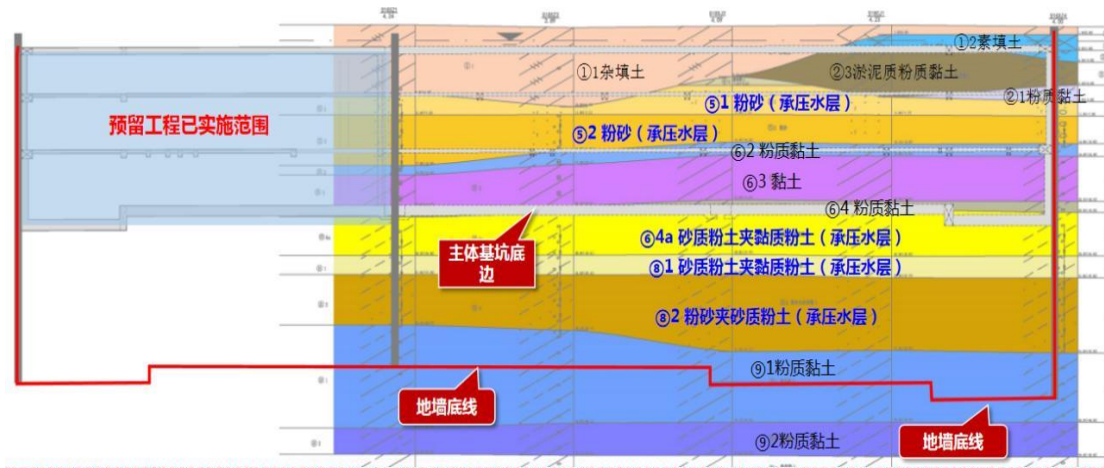 ①2素填土
①1杂填土
②3淤泥质粉质黏土
②1粉质黏土
⑤1 粉砂（承压水层）
预留工程已实施范围
⑤2 粉砂（承压水层）
⑥2 粉质黏土
⑥3 黏土
⑥4 粉质黏土
主体基坑底
边
⑥4a 砂质粉土夹黏质粉土（承压水层）
⑧1 砂质粉土夹黏质粉土（承压水层）
⑧2 粉砂夹砂质粉土（承压水层）
⑨1粉质黏土
地墙底线
地墙底线
⑨2粉质黏土